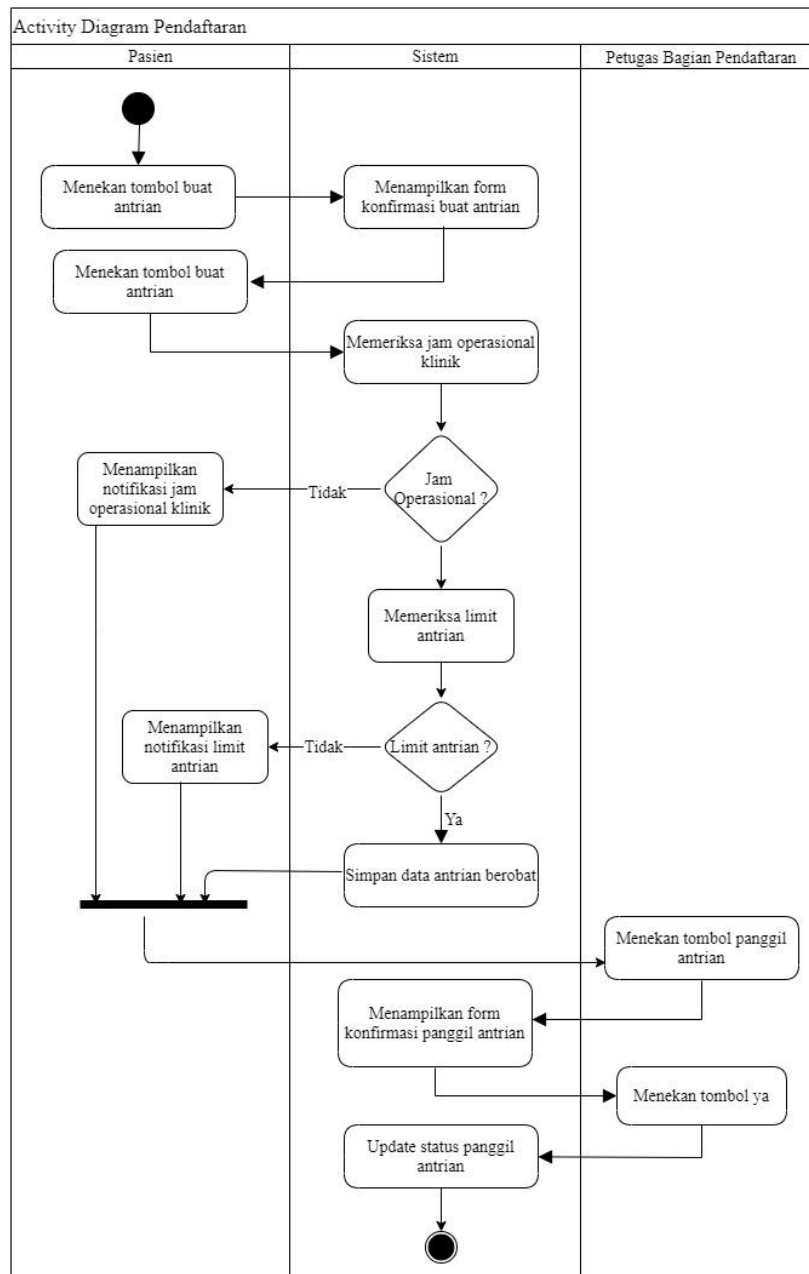 Activity Diagram Pendaftaran
Pasien
Sistem
Petugas Bagian Pendaftaran
Menekan tombol buat
antrian
Menampilkan form
konfirmasi buat antrian
Menekan tombol buat
antrian
Memeriksa jam operasional
klinik
Jam
Operasional ?
Tidak
Menampilkan
notifikasi jam
operasional klinik
Memeriksa limit
antrian
Limit antrian ?
Tidak
Menampilkan
notifikasi limit
antrian
Ya
Simpan data antrian berobat
Menekan tombol panggil
antrian
Menampilkan form
konfirmasi panggil antrian
Menekan tombol ya
Update status panggil
antrian